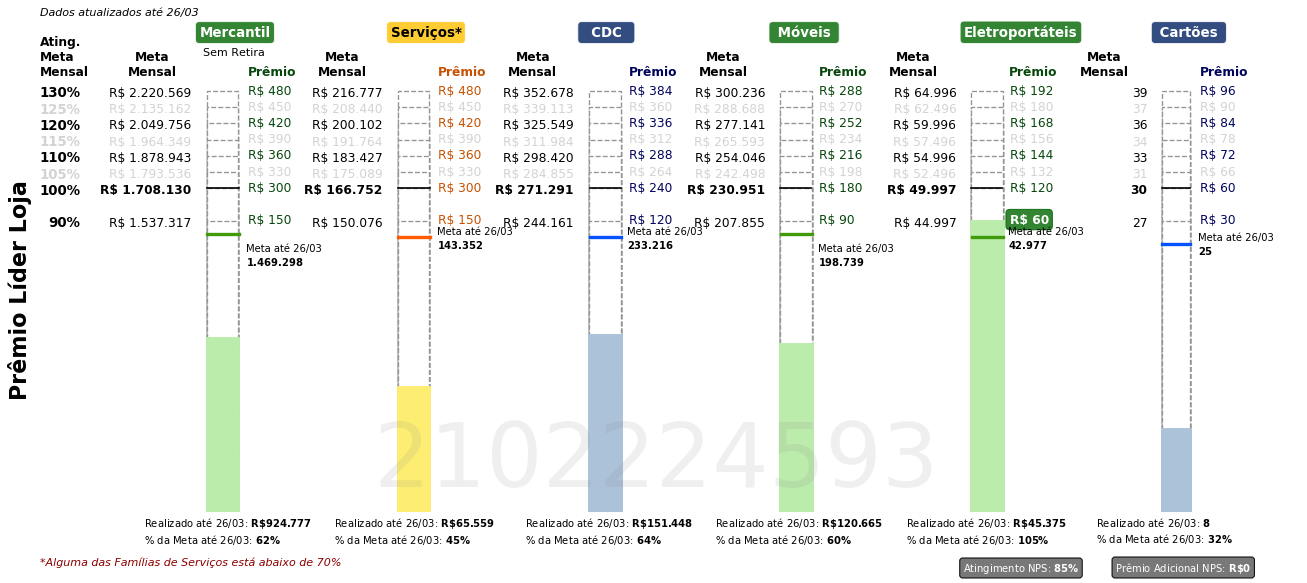 Dados atualizados até 26/03
Mercantil Serviços* CDC Móveis Eletroportáteis Cartões
Sem Retira
Ating. Meta Mensal
Meta Mensal Prêmio Meta Mensal Prêmio Meta Mensal Prêmio Meta Mensal Prêmio Meta Mensal Prêmio Meta Mensal Prêmio
130% R$ 2.220.569 R$ 480 R$ 216.777 R$ 480 R$ 352.678 R$ 384 R$ 300.236 R$ 288 R$ 64.996 R$ 192 39 R$ 96
125% R$ 2.135.162 R$ 450 R$ 208.440 R$ 450 R$ 339.113 R$ 360 R$ 288.688 R$ 270 R$ 62.496 R$ 180 37 R$ 90
120% R$ 2.049.756 R$ 420 R$ 200.102 R$ 420 R$ 325.549 R$ 336 R$ 277.141 R$ 252 R$ 59.996 R$ 168 36 R$ 84
115% R$ 1.964.349 R$ 390 R$ 191.764 R$ 390 R$ 311.984 R$ 312 R$ 265.593 R$ 234 R$ 57.496 R$ 156 34 R$ 78
110% R$ 1.878.943 R$ 360 R$ 183.427 R$ 360 R$ 298.420 R$ 288 R$ 254.046 R$ 216 R$ 54.996 R$ 144 33 R$ 72
105% R$ 1.793.536 R$ 330 R$ 175.089 R$ 330 R$ 284.855 R$ 264 R$ 242.498 R$ 198 R$ 52.496 R$ 132 31 R$ 66
100% R$ 1.708.130 R$ 300 R$ 166.752 R$ 300 R$ 271.291 R$ 240 R$ 230.951 R$ 180 R$ 49.997 R$ 120 30 R$ 60
90% R$ 1.537.317 R$ 150 R$ 150.076 R$ 150 R$ 244.161 R$ 120 R$ 207.855 R$ 90 R$ 44.997 R$ 60 27 R$ 30
Meta até 26/03 Meta até 26/03 Meta até 26/03 Meta até 26/03 Meta até 26/03 Meta até 26/03
1.469.298 143.352 233.216 198.739 42.977 25
Prêmio Líder Loja
2102224593
Realizado até 26/03: R$924.777 Realizado até 26/03: R$65.559 Realizado até 26/03: R$151.448 Realizado até 26/03: R$120.665 Realizado até 26/03: R$45.375 Realizado até 26/03: 8
% da Meta até 26/03: 62% % da Meta até 26/03: 45% % da Meta até 26/03: 64% % da Meta até 26/03: 60% % da Meta até 26/03: 105% % da Meta até 26/03: 32%
*Alguma das Famílias de Serviços está abaixo de 70%
Atingimento NPS: 85% Prêmio Adicional NPS: R$0